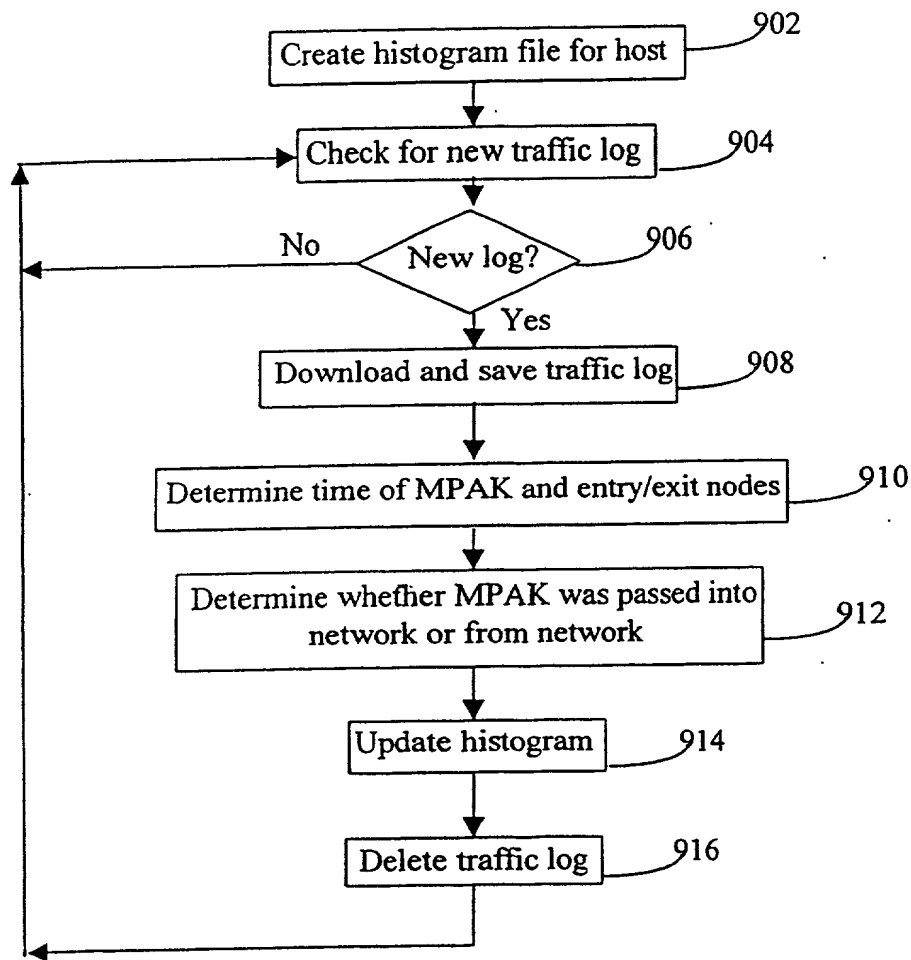 902
Create histogram file for host
Check for new traffic log
904
No
New log?
906
Yes
Download and save traffic log
908
Determine time of MPAK and entry/exit nodes
910
Determine whether MPAK was passed into
network or from network
912
Update histogram
914
Delete traffic log
916